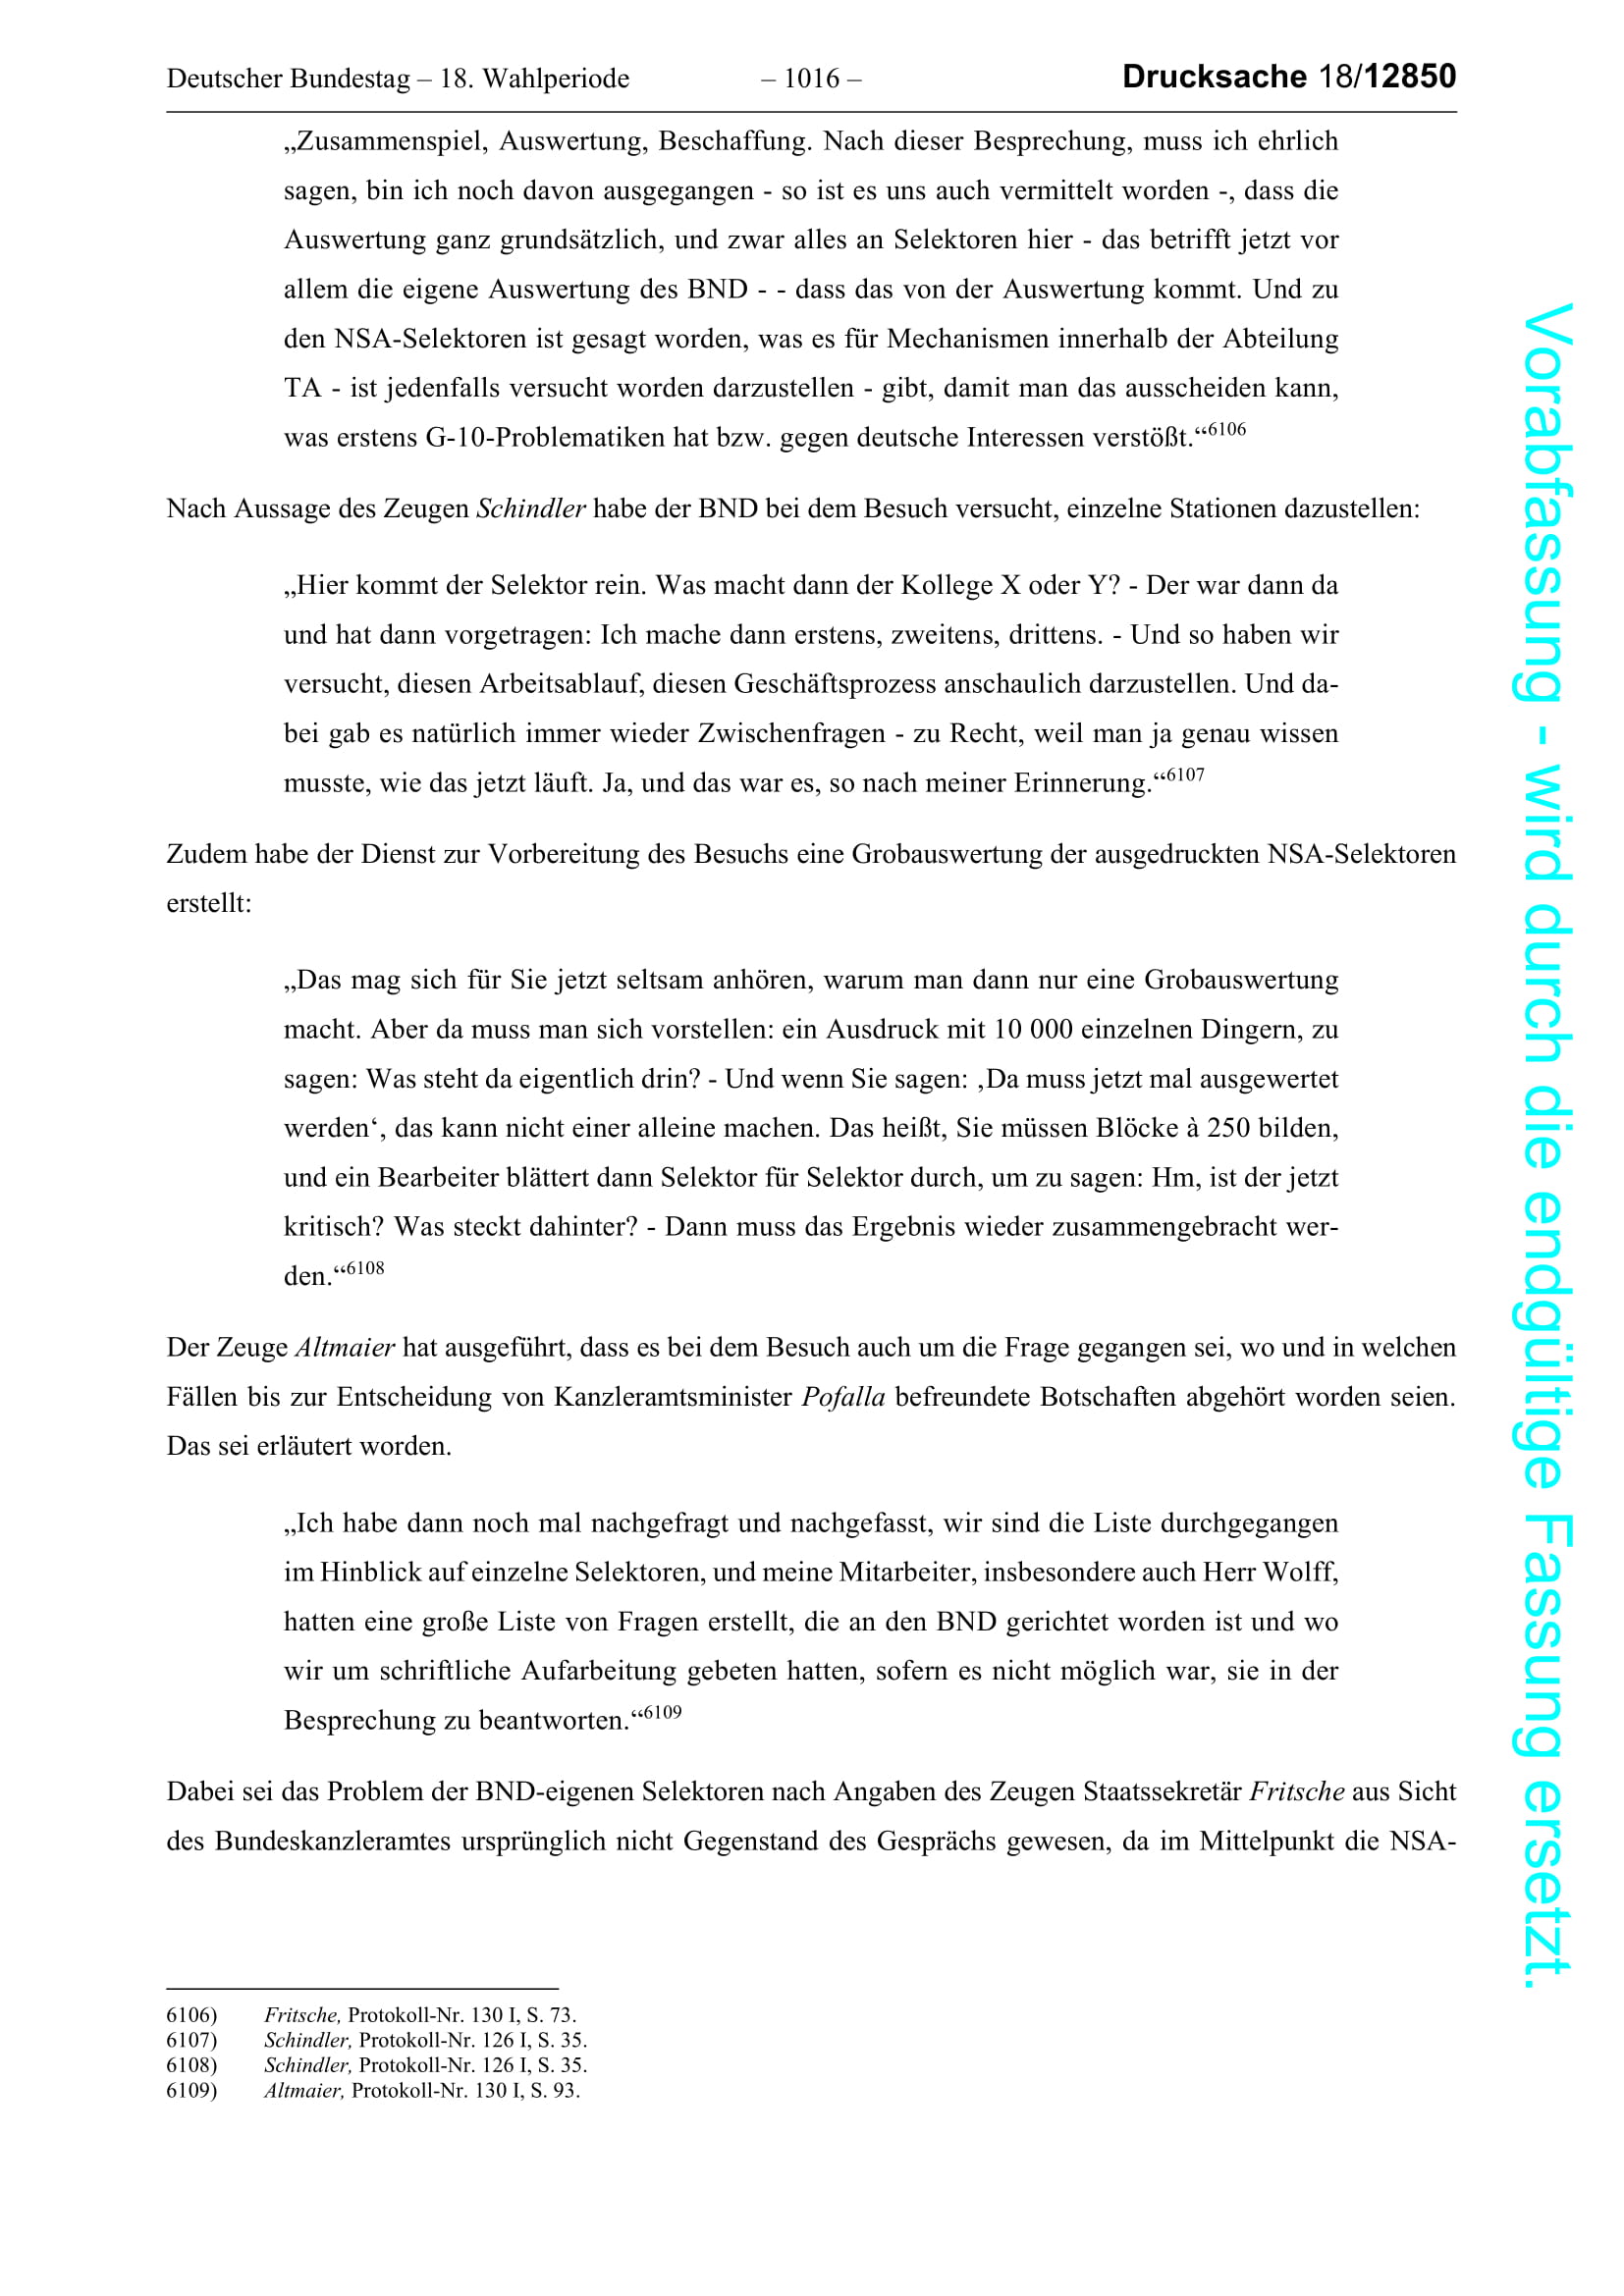 Deutscher Bundestag – 18. Wahlperiode – 1016 – Drucksache 18/12850
„Zusammenspiel, Auswertung, Beschaffung. Nach dieser Besprechung, muss ich ehrlich
sagen, bin ich noch davon ausgegangen - so ist es uns auch vermittelt worden -, dass die
Auswertung ganz grundsätzlich, und zwar alles an Selektoren hier - das betrifft jetzt vor
allem die eigene Auswertung des BND - - dass das von der Auswertung kommt. Und zu
den NSA-Selektoren ist gesagt worden, was es für Mechanismen innerhalb der Abteilung
TA - ist jedenfalls versucht worden darzustellen - gibt, damit man das ausscheiden kann,
was erstens G-10-Problematiken hat bzw. gegen deutsche Interessen verstößt.“6106
Nach Aussage des Zeugen Schindler habe der BND bei dem Besuch versucht, einzelne Stationen dazustellen:
„Hier kommt der Selektor rein. Was macht dann der Kollege X oder Y? - Der war dann da
und hat dann vorgetragen: Ich mache dann erstens, zweitens, drittens. - Und so haben wir
versucht, diesen Arbeitsablauf, diesen Geschäftsprozess anschaulich darzustellen. Und da-
bei gab es natürlich immer wieder Zwischenfragen - zu Recht, weil man ja genau wissen
musste, wie das jetzt läuft. Ja, und das war es, so nach meiner Erinnerung.“6107
Zudem habe der Dienst zur Vorbereitung des Besuchs eine Grobauswertung der ausgedruckten NSA-Selektoren
erstellt:
„Das mag sich für Sie jetzt seltsam anhören, warum man dann nur eine Grobauswertung
macht. Aber da muss man sich vorstellen: ein Ausdruck mit 10 000 einzelnen Dingern, zu
sagen: Was steht da eigentlich drin? - Und wenn Sie sagen: ‚Da muss jetzt mal ausgewertet
werden‘, das kann nicht einer alleine machen. Das heißt, Sie müssen Blöcke à 250 bilden,
und ein Bearbeiter blättert dann Selektor für Selektor durch, um zu sagen: Hm, ist der jetzt
kritisch? Was steckt dahinter? - Dann muss das Ergebnis wieder zusammengebracht wer-
den.“6108
Der Zeuge Altmaier hat ausgeführt, dass es bei dem Besuch auch um die Frage gegangen sei, wo und in welchen
Fällen bis zur Entscheidung von Kanzleramtsminister Pofalla befreundete Botschaften abgehört worden seien.
Das sei erläutert worden.
„Ich habe dann noch mal nachgefragt und nachgefasst, wir sind die Liste durchgegangen
im Hinblick auf einzelne Selektoren, und meine Mitarbeiter, insbesondere auch Herr Wolff,
hatten eine große Liste von Fragen erstellt, die an den BND gerichtet worden ist und wo
wir um schriftliche Aufarbeitung gebeten hatten, sofern es nicht möglich war, sie in der
Besprechung zu beantworten.“6109
Dabei sei das Problem der BND-eigenen Selektoren nach Angaben des Zeugen Staatssekretär Fritsche aus Sicht
des Bundeskanzleramtes ursprünglich nicht Gegenstand des Gesprächs gewesen, da im Mittelpunkt die NSA-
6106) Fritsche, Protokoll-Nr. 130 I, S. 73.
6107) Schindler, Protokoll-Nr. 126 I, S. 35.
6108) Schindler, Protokoll-Nr. 126 I, S. 35.
6109) Altmaier, Protokoll-Nr. 130 I, S. 93.
Vorabfassung - wird durch die endgültige Fassung ersetzt.